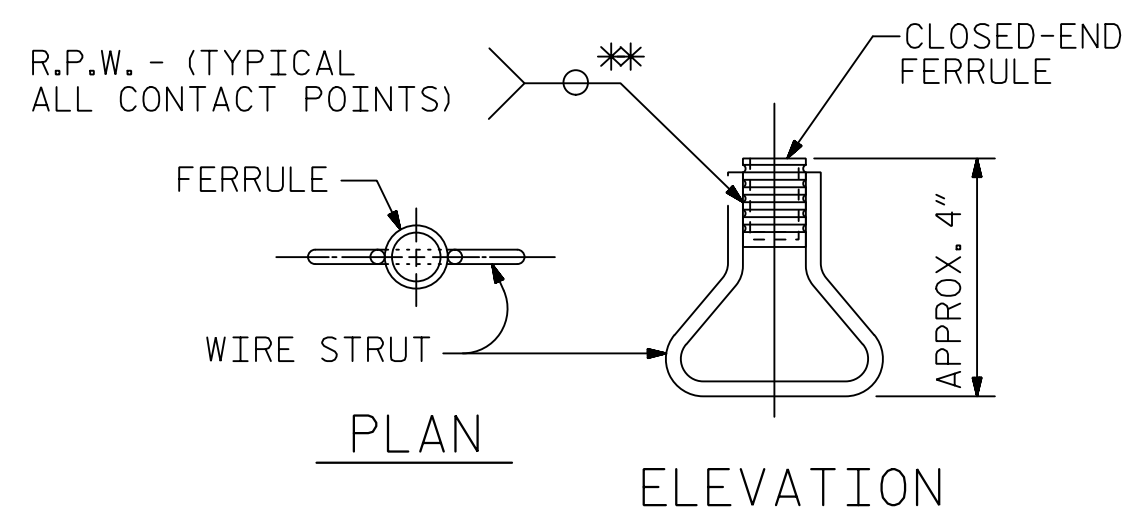 R.P.W. - (TYPICAL
ALL CONTACT POINTS)
**
CLOSED-END
FERRULE
FERRULE
APPROX. 4"
WIRE STRUT
PLAN
ELEVATION